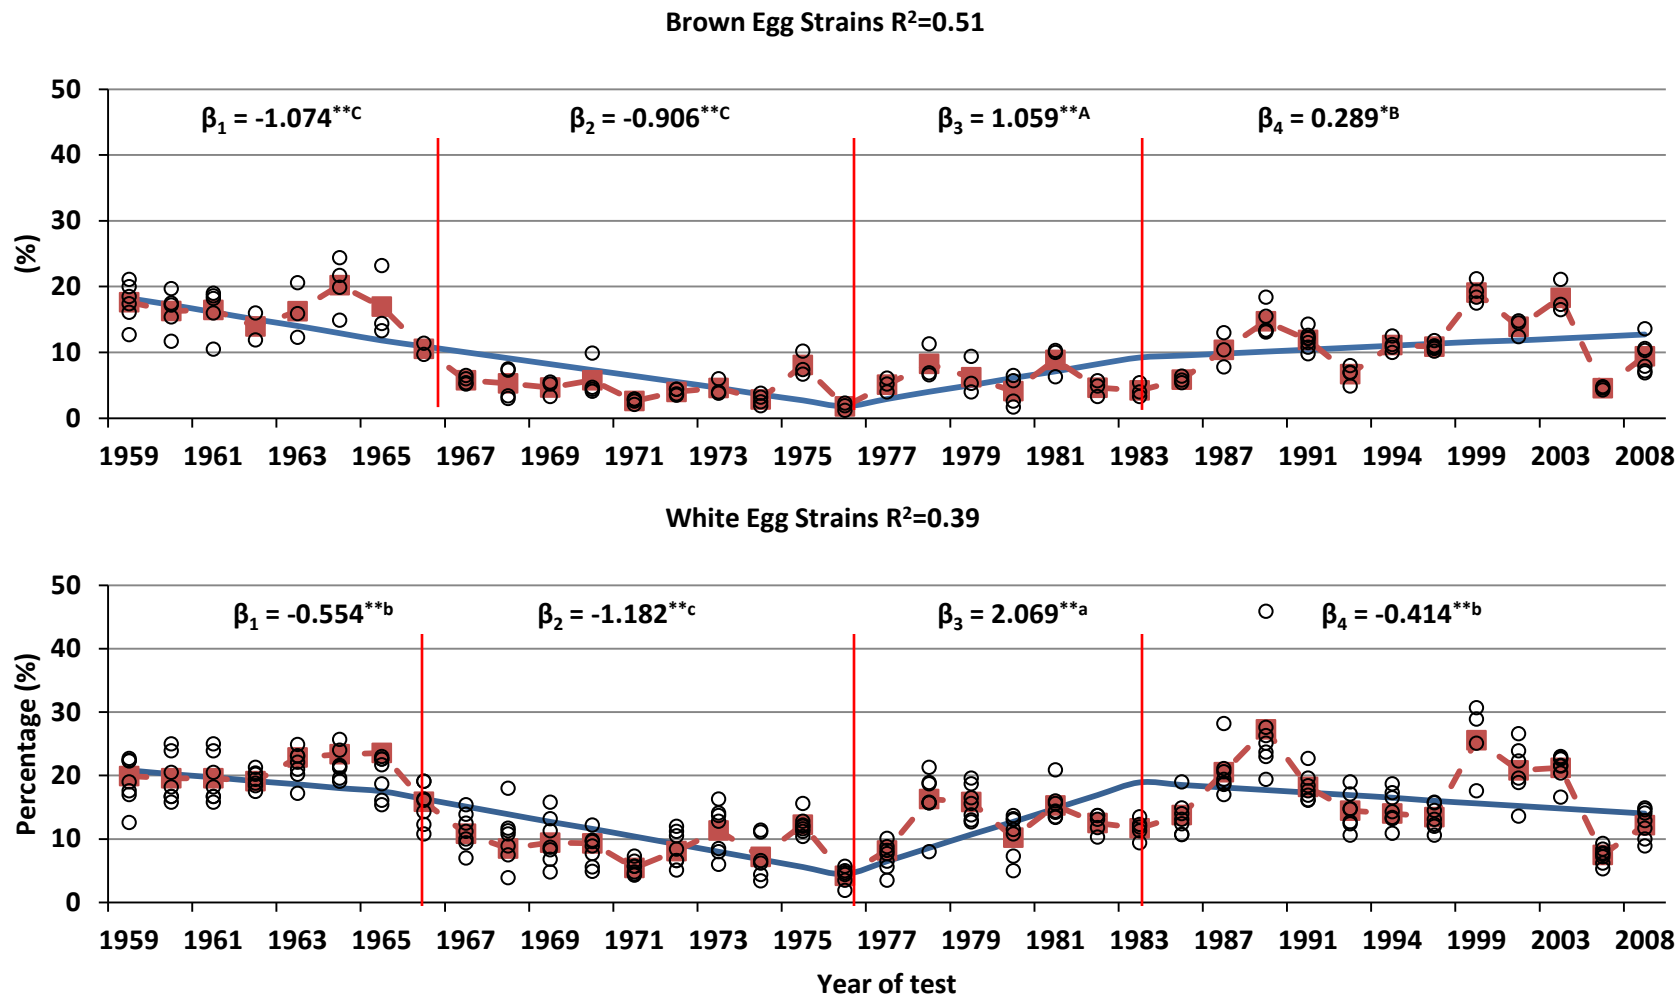 Brown Egg Strains R²=0.51
(%)
50
40
30
20
10
0
β₁ = -1.074**C β₂ = -0.906**C β₃ = 1.059**A β₄ = 0.289*B
1959 1961 1963 1965 1967 1969 1971 1973 1975 1977 1979 1981 1983 1987 1991 1994 1999 2003 2008
White Egg Strains R²=0.39
Percentage (%)
50
40
30
20
10
0
β₁ = -0.554**b β₂ = -1.182**c β₃ = 2.069**a β₄ = -0.414**b
1959 1961 1963 1965 1967 1969 1971 1973 1975 1977 1979 1981 1983 1987 1991 1994 1999 2003 2008
Year of test